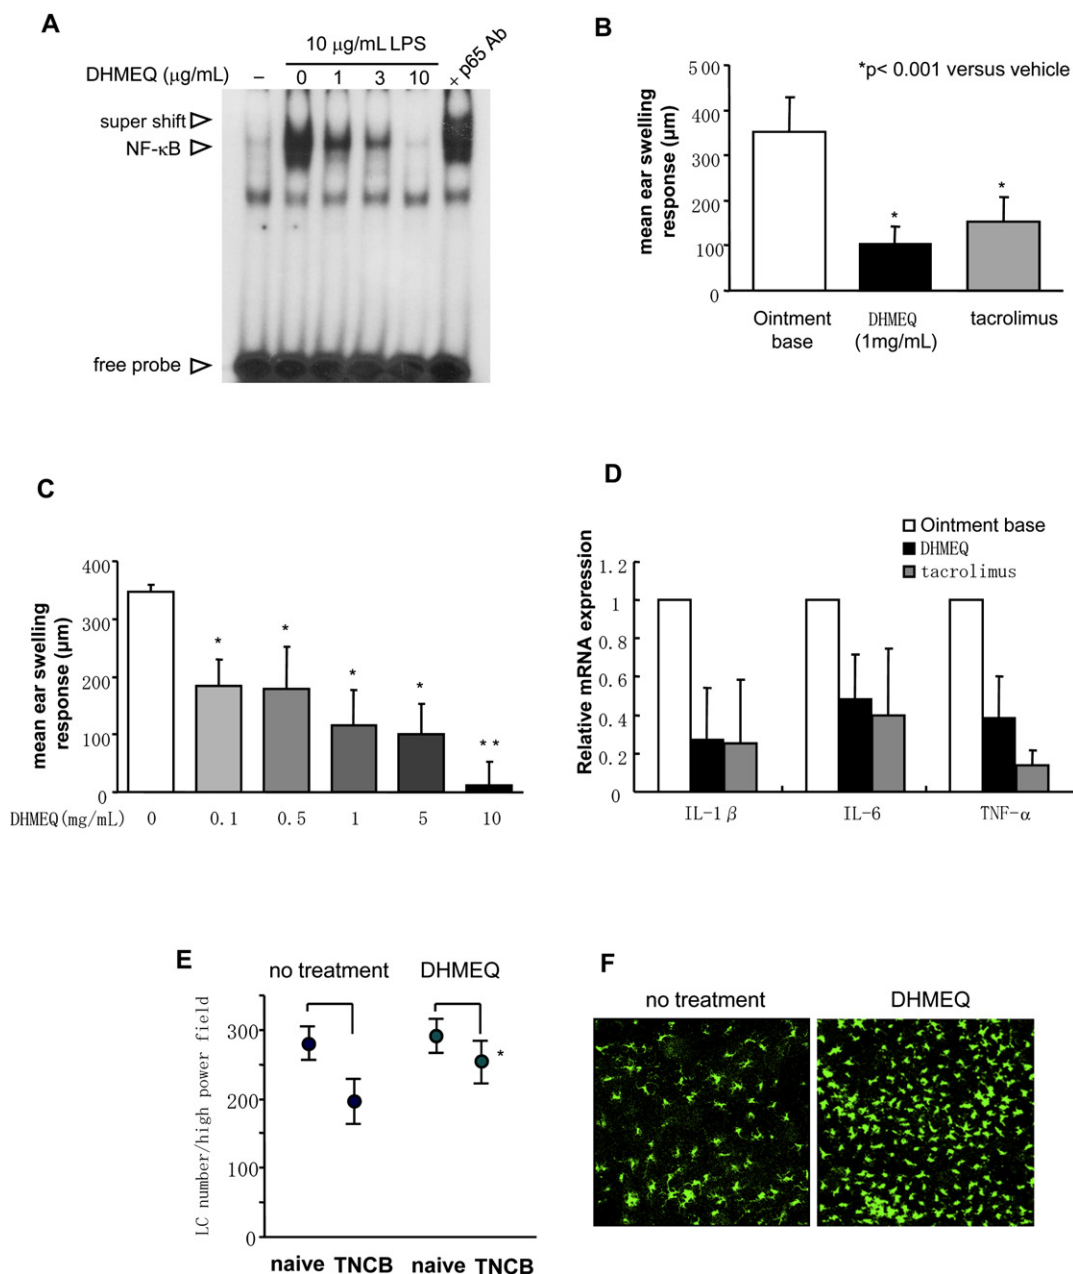 A
10 μg/mL LPS
DHMEQ (μg/mL) – 0 1 3 10 + p65 Ab
super shift
NF-κB
free probe
B
*p< 0.001 versus vehicle
mean ear swelling
response (μm)
500
400
300
200
100
0
*
*
Ointment
base
DHMEQ
(1mg/mL)
tacrolimus
C
mean ear swelling
response (μm)
400
300
200
100
0
*
*
*
*
**
DHMEQ(mg/mL) 0 0.1 0.5 1 5 10
D
Ointment base
DHMEQ
tacrolimus
Relative mRNA expression
1.2
1
0.8
0.6
0.4
0.2
0
IL-1β IL-6 TNF-α
E
no treatment DHMEQ
LC number/high power field
300
200
100
0
*
naive TNCB naive TNCB
F
no treatment DHMEQ